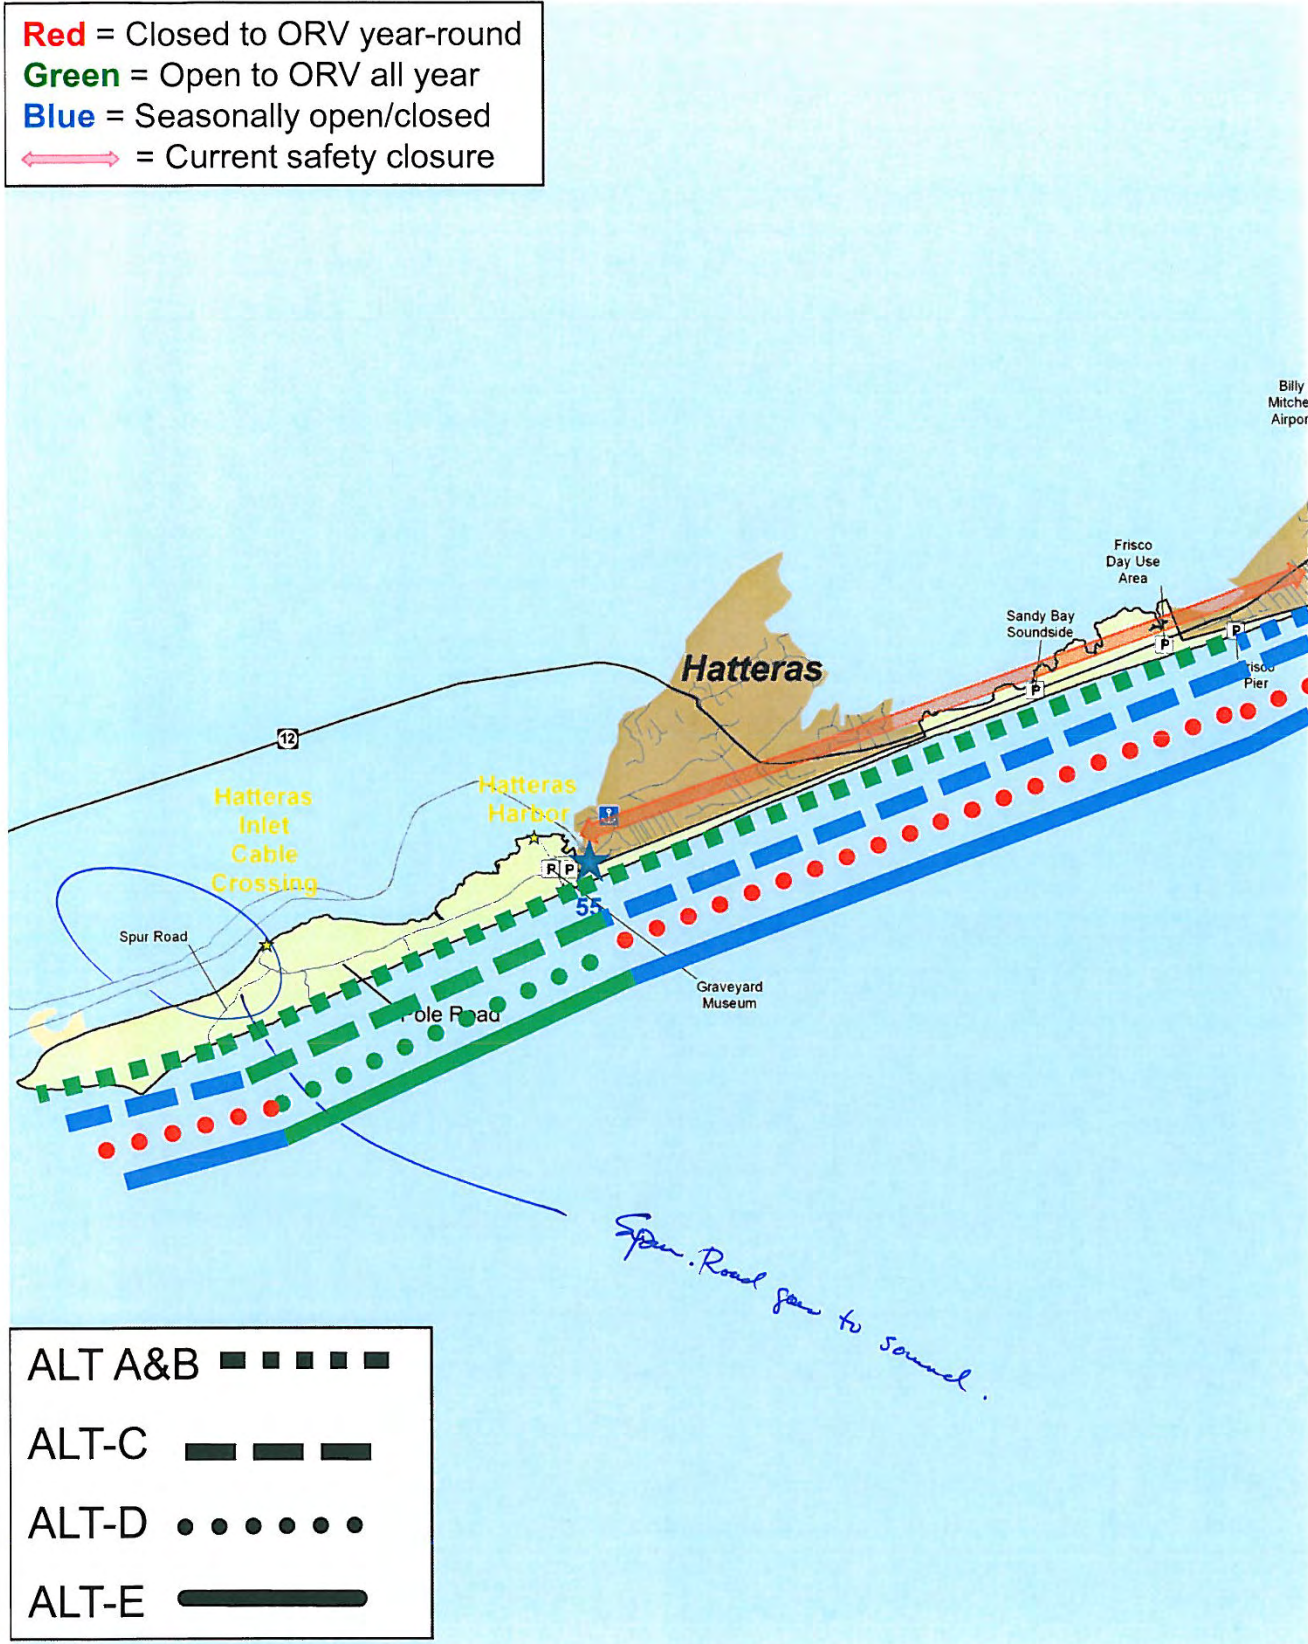 Red = Closed to ORV year-round
Green = Open to ORV all year
Blue = Seasonally open/closed
= Current safety closure
Billy
Mitche
Airpor
Frisco
Day Use
Area
Sandy Bay
Soundside
P
P
P
risco
Pier
Hatteras
12
Hatteras
Inlet
Cable
Crossing
Hatteras
Harbor
P P
55
Spur Road
Graveyard
Museum
Pole Road
Spur. Road goes to sound.
ALT A&B
ALT-C
ALT-D
ALT-E